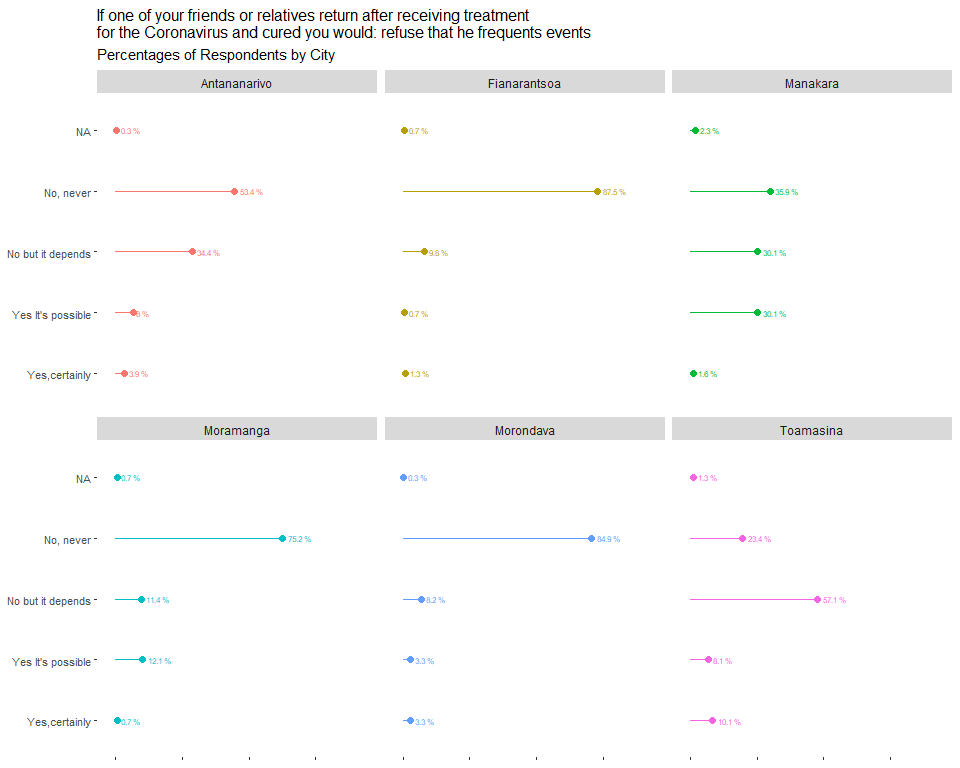 If one of your friends or relatives return after receiving treatment
for the Coronavirus and cured you would: refuse that he frequents events
Percentages of Respondents by City
Antananarivo
Fianarantsoa
Manakara
NA
0.3 %
0.7 %
2.3 %
No, never
53.4 %
87.5 %
35.9 %
No but it depends
34.4 %
9.8 %
30.1 %
Yes It's possible
%
0.7 %
30.1 %
Yes,certainly
3.9 %
1.3 %
1.6 %
Moramanga
Morondava
Toamasina
NA
0.7 %
0.3 %
1.3 %
No, never
75.2 %
84.9 %
23.4 %
No but it depends
11.4 %
8.2 %
57.1 %
Yes It's possible
12.1 %
3.3 %
8.1 %
Yes,certainly
0.7 %
3.3 %
10.1 %